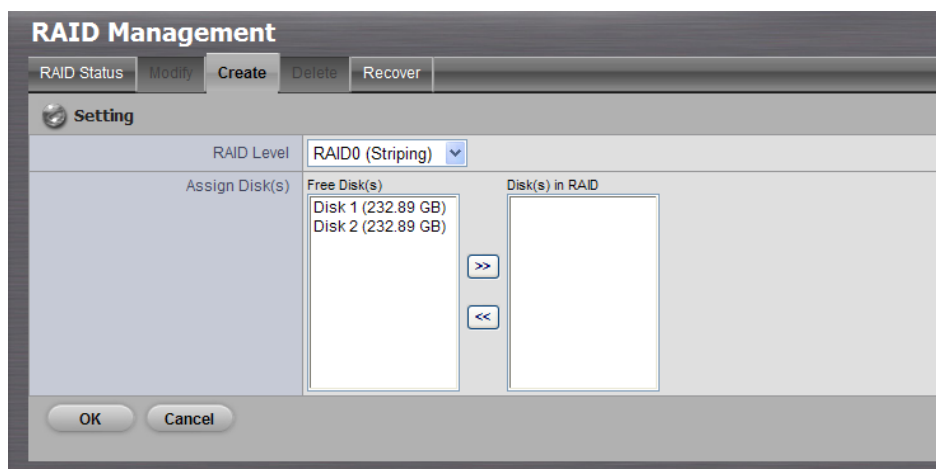 RAID Management
RAID Status Modify Create Delete Recover
Setting
RAID Level RAID0 (Striping)
Assign Disk(s) Free Disk(s) Disk(s) in RAID
Disk 1 (232.89 GB)
Disk 2 (232.89 GB)
>>
<<
OK Cancel